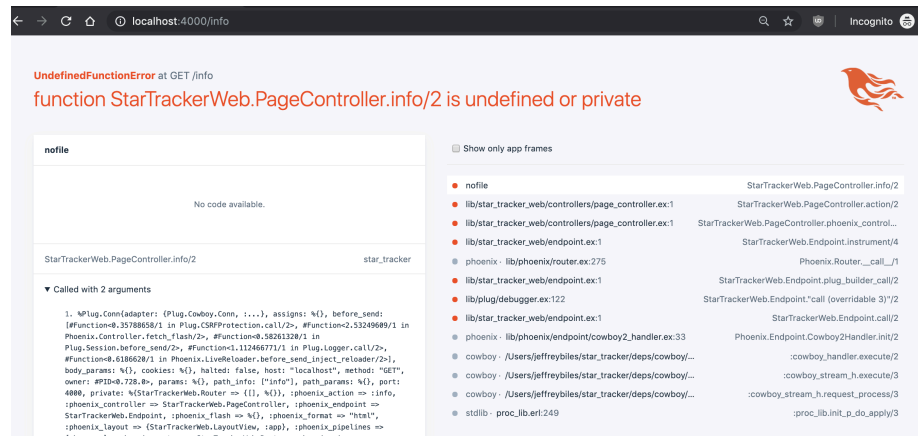 localhost:4000/info
Incognito
UndefinedFunctionError at GET /info
function StarTrackerWeb.PageController.info/2 is undefined or private
nofile
No code available.
StarTrackerWeb.PageController.info/2 star_tracker
▼ Called with 2 arguments
1. %Plug.Conn{adapter: {Plug.Cowboy.Conn, :...}, assigns: %{}, before_send:
[#Function<0.35788658/1 in Plug.CSRFProtection.call/2>, #Function<2.53249609/1 in
Phoenix.Controller.fetch_flash/2>, #Function<0.58261320/1 in
Plug.Session.before_send/2>, #Function<1.112466771/1 in Plug.Logger.call/2>,
#Function<0.6186620/1 in Phoenix.LiveReloader.before_send_inject_reloader/2>],
body_params: %{}, cookies: %{}, halted: false, host: "localhost", method: "GET",
owner: #PID<0.728.0>, params: %{}, path_info: ["info"], path_params: %{}, port:
4000, private: %{StarTrackerWeb.Router => {[], %{}}, :phoenix_action => :info,
:phoenix_controller => StarTrackerWeb.PageController, :phoenix_endpoint =>
StarTrackerWeb.Endpoint, :phoenix_flash => %{}, :phoenix_format => "html",
:phoenix_layout => {StarTrackerWeb.LayoutView, :app}, :phoenix_pipelines =>
Show only app frames
nofile StarTrackerWeb.PageController.info/2
lib/star_tracker_web/controllers/page_controller.ex:1 StarTrackerWeb.PageController.action/2
lib/star_tracker_web/controllers/page_controller.ex:1 StarTrackerWeb.PageController.phoenix_control...
lib/star_tracker_web/endpoint.ex:1 StarTrackerWeb.Endpoint.instrument/4
phoenix · lib/phoenix/router.ex:275 Phoenix.Router.__call__/1
lib/star_tracker_web/endpoint.ex:1 StarTrackerWeb.Endpoint.plug_builder_call/2
lib/plug/debugger.ex:122 StarTrackerWeb.Endpoint."call (overridable 3)"/2
lib/star_tracker_web/endpoint.ex:1 StarTrackerWeb.Endpoint.call/2
phoenix · lib/phoenix/endpoint/cowboy2_handler.ex:33 Phoenix.Endpoint.Cowboy2Handler.init/2
cowboy · /Users/jeffreybiles/star_tracker/deps/cowboy/... :cowboy_handler.execute/2
cowboy · /Users/jeffreybiles/star_tracker/deps/cowboy/... :cowboy_stream_h.execute/3
cowboy · /Users/jeffreybiles/star_tracker/deps/cowboy/... :cowboy_stream_h.request_process/3
stdlib · proc_lib.erl:249 :proc_lib.init_p_do_apply/3